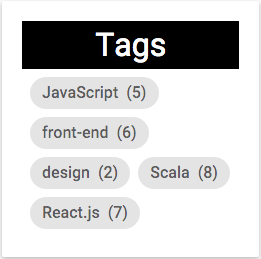 Tags
JavaScript (5)
front-end (6)
design (2) Scala (8)
React.js (7)